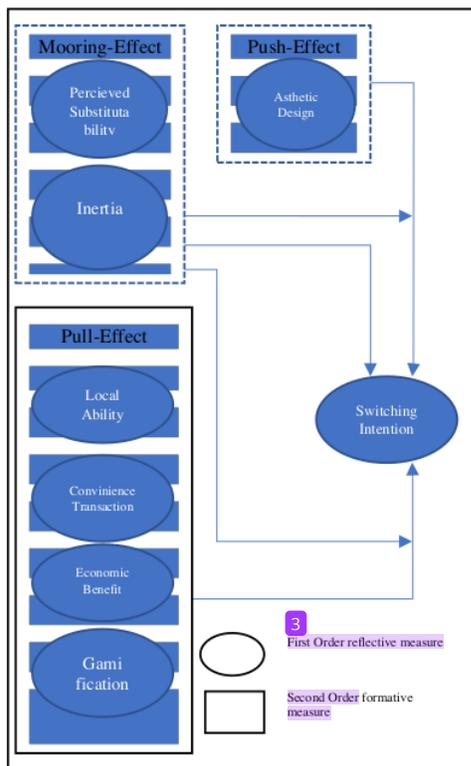 Mooring-Effect
Percieved
Substituta
bility
Inertia
Push-Effect
Asthetic
Design
Pull-Effect
Local
Ability
Convinience
Transaction
Economic
Benefit
Gami
fication
Switching
Intention
3
First Order reflective measure
Second Order formative
measure